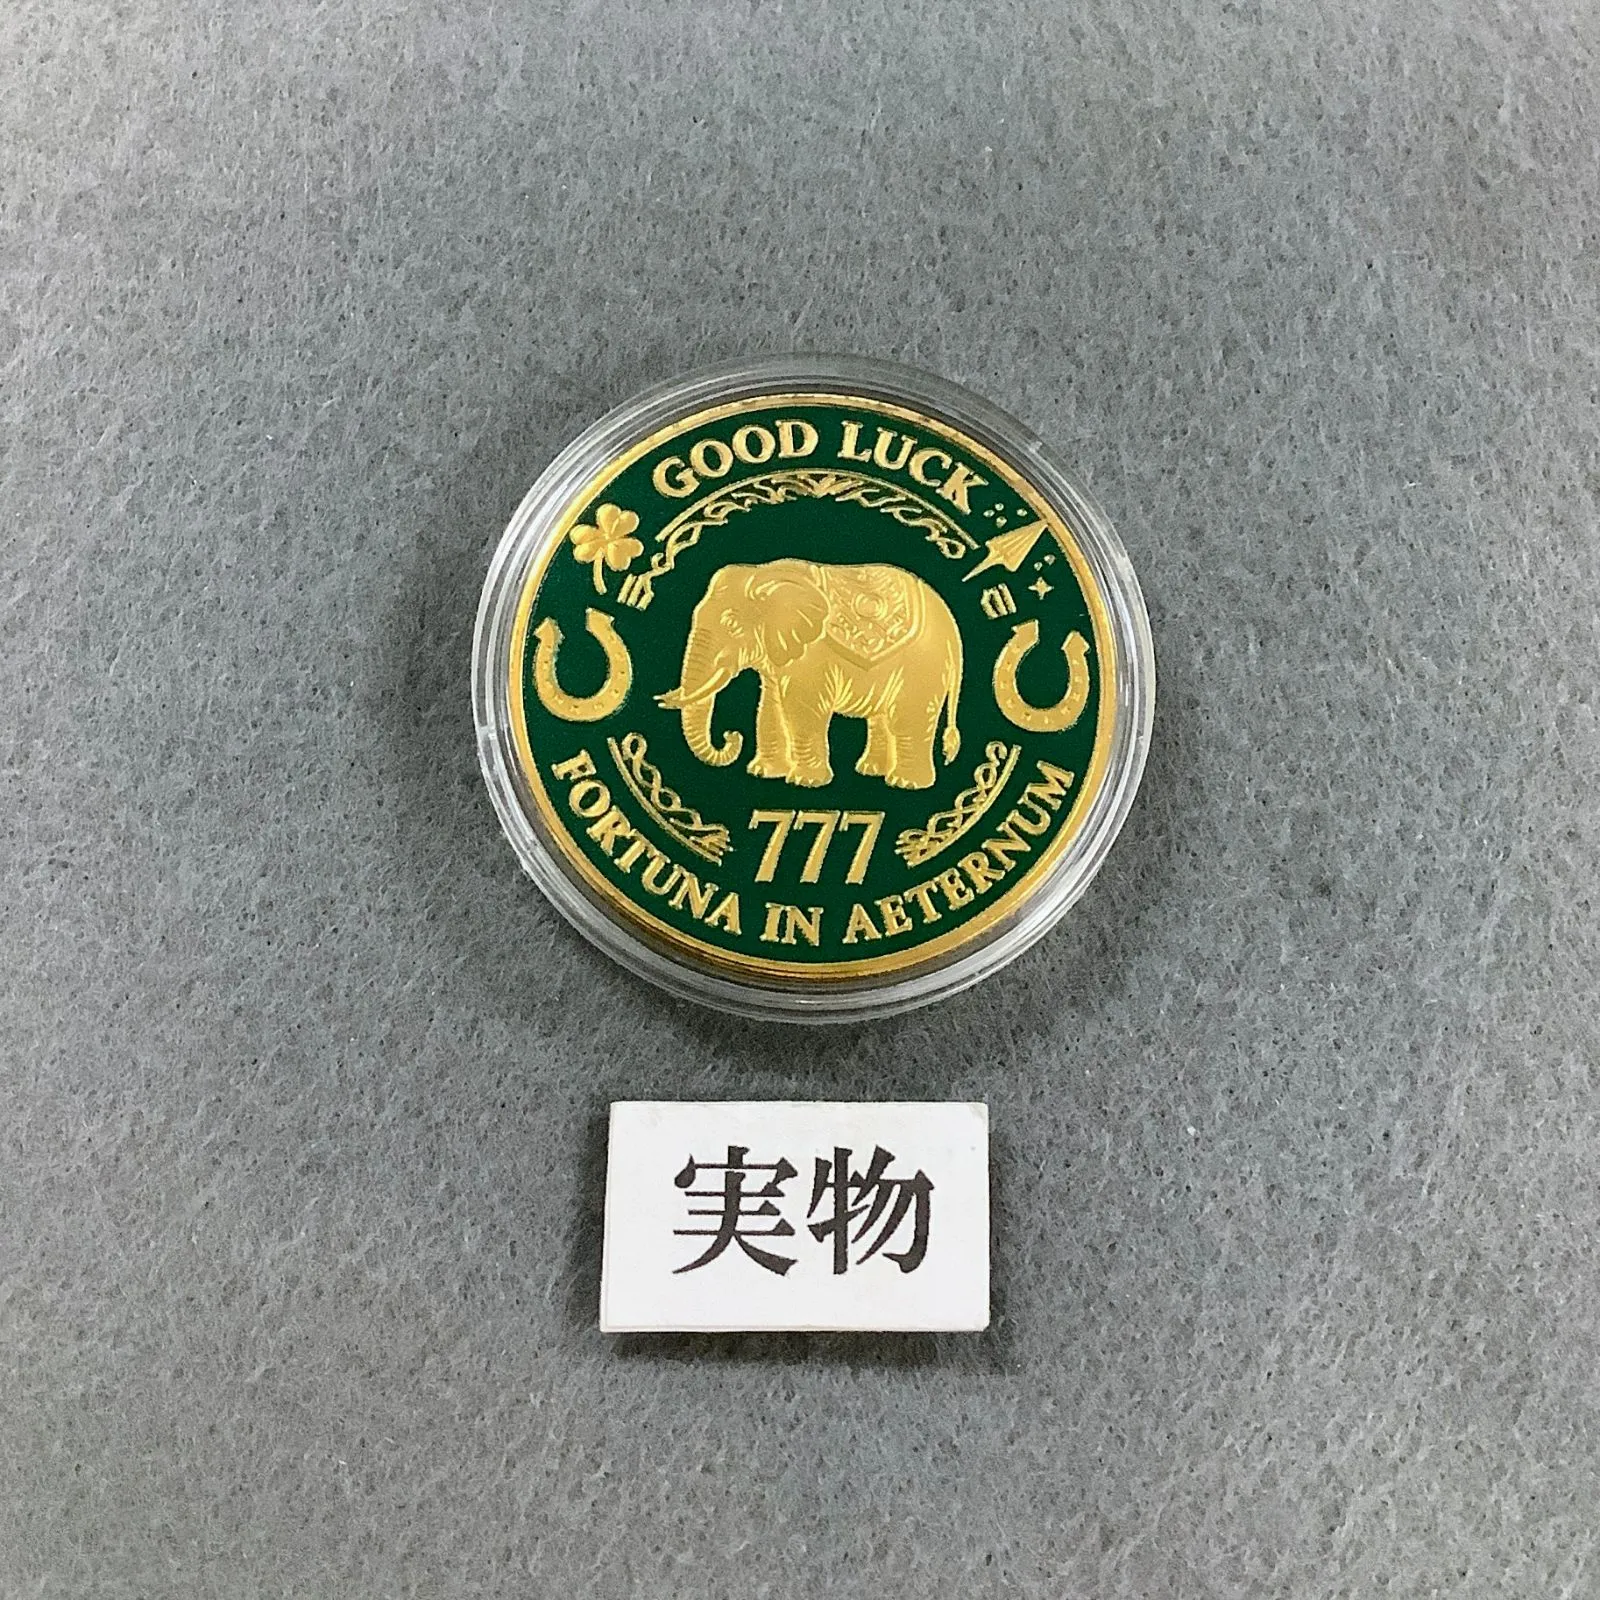 GOOD LUCK
777
FORTUNA IN AETERNUM
実物